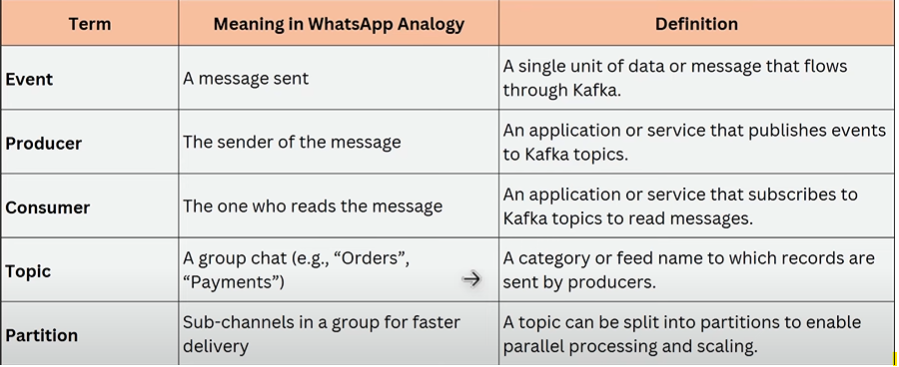 Term
Meaning in WhatsApp Analogy
Definition
Event
A message sent
A single unit of data or message that flows
through Kafka.
Producer
The sender of the message
An application or service that publishes events
to Kafka topics.
Consumer
The one who reads the message
An application or service that subscribes to
Kafka topics to read messages.
Topic
A group chat (e.g., “Orders”,
“Payments”)
→
A category or feed name to which records are
sent by producers.
Partition
Sub-channels in a group for faster
delivery
A topic can be split into partitions to enable
parallel processing and scaling.